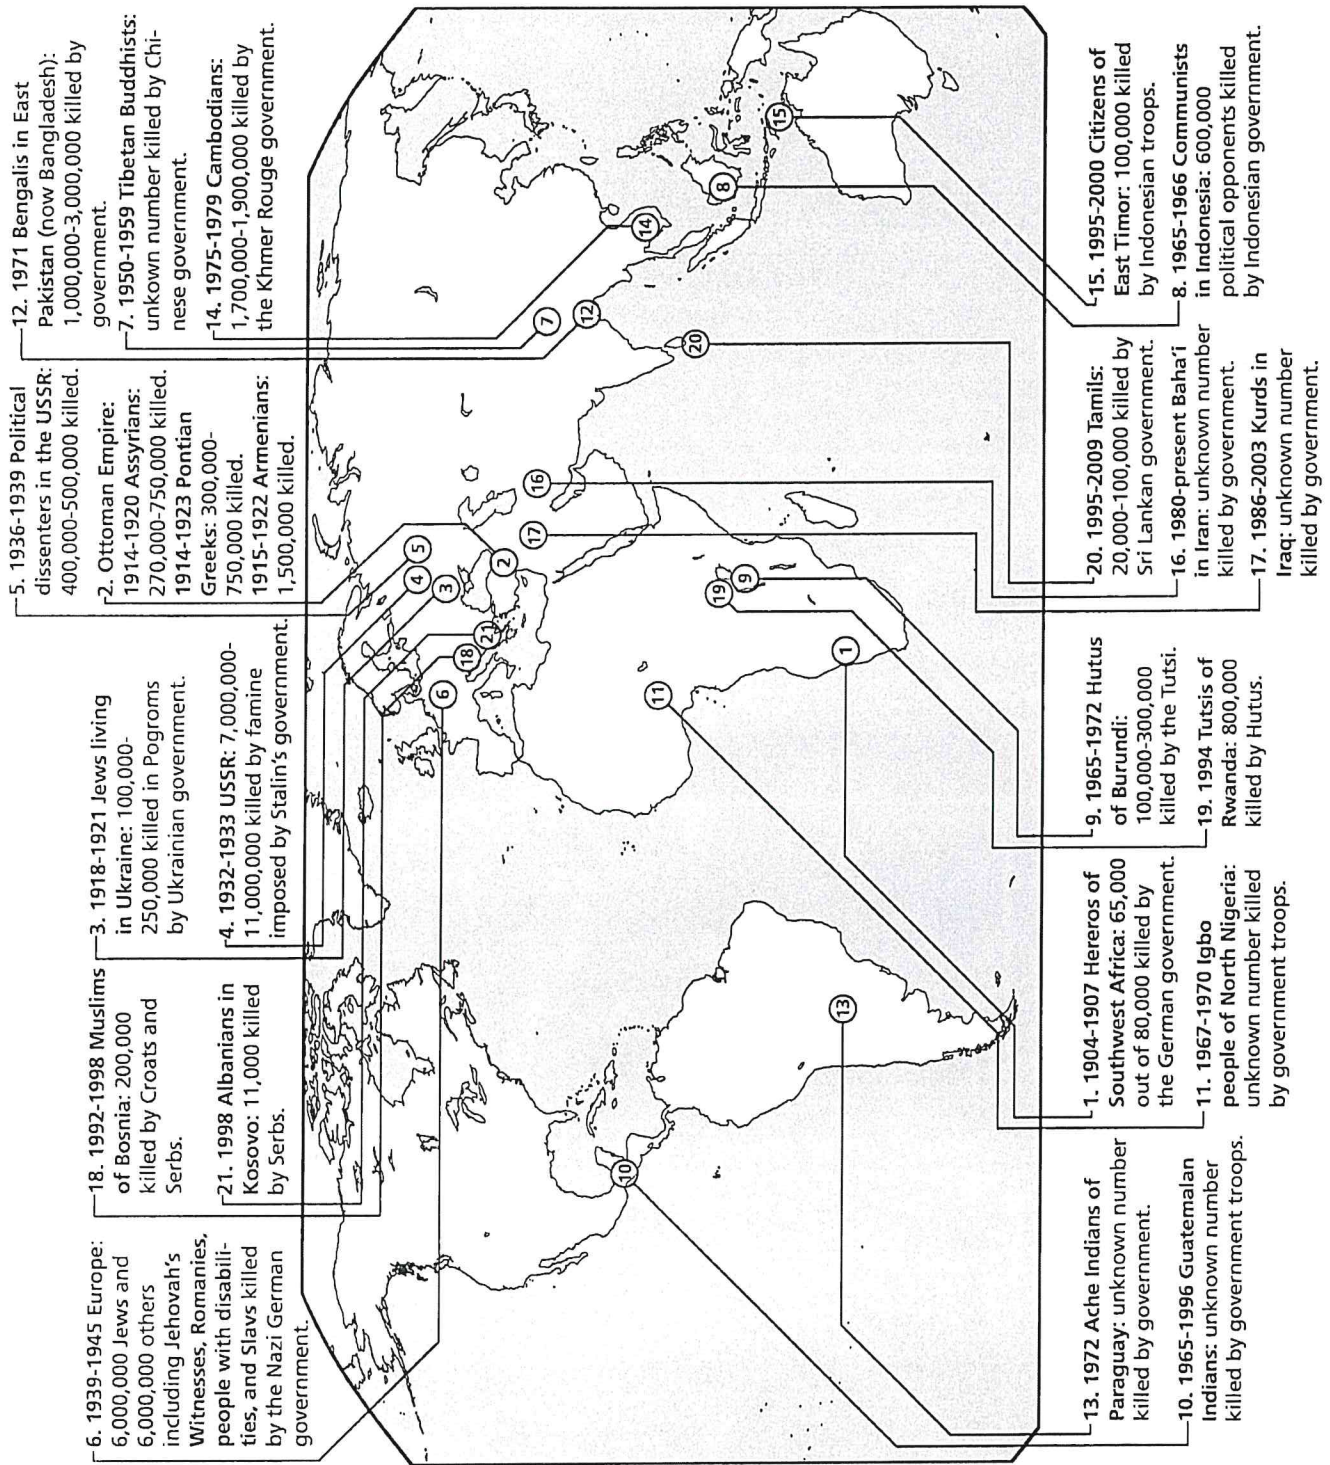 6. 1939-1945 Europe:
6,000,000 Jews and
6,000,000 others
including Jehovah's
Witnesses, Romanies,
people with disabili-
ties, and Slavs killed
by the Nazi German
government.
18. 1992-1998 Muslims
of Bosnia: 200,000
killed by Croats and
Serbs.
21. 1998 Albanians in
Kosovo: 11,000 killed
by Serbs.
3. 1918-1921 Jews living
in Ukraine: 100,000-
250,000 killed in Pogroms
by Ukrainian government.
4. 1932-1933 USSR: 7,000,000-
11,000,000 killed by famine
imposed by Stalin's government.
5. 1936-1939 Political
dissenters in the USSR:
400,000-500,000 killed.
2. Ottoman Empire:
1914-1920 Assyrians:
270,000-750,000 killed.
1914-1923 Pontian
Greeks: 300,000-
750,000 killed.
1915-1922 Armenians:
1,500,000 killed.
12. 1971 Bengalis in East
Pakistan (now Bangladesh):
1,000,000-3,000,000 killed by
government.
7. 1950-1959 Tibetan Buddhists:
unkown number killed by Chi-
nese government.
14. 1975-1979 Cambodians:
1,700,000-1,900,000 killed by
the Khmer Rouge government.
5
4
3
2
6
18
21
17
16
7
12
14
10
11
19
9
20
8
15
13
1
13. 1972 Ache Indians of
Paraguay: unknown number
killed by government.
10. 1965-1996 Guatemalan
Indians: unknown number
killed by government troops.
1. 1904-1907 Hereros of
Southwest Africa: 65,000
out of 80,000 killed by
the German government.
11. 1967-1970 Igbo
people of North Nigeria:
unknown number killed
by government troops.
9. 1965-1972 Hutus
of Burundi:
100,000-300,000
killed by the Tutsi.
19. 1994 Tutsis of
Rwanda: 800,000
killed by Hutus.
20. 1995-2009 Tamils:
20,000-100,000 killed by
Sri Lankan government.
16. 1980-present Baha'i
in Iran: unknown number
killed by government.
17. 1986-2003 Kurds in
Iraq: unknown number
killed by government.
15. 1995-2000 Citizens of
East Timor: 100,000 killed
by Indonesian troops.
8. 1965-1966 Communists
in Indonesia: 600,000
political opponents killed
by Indonesian government.